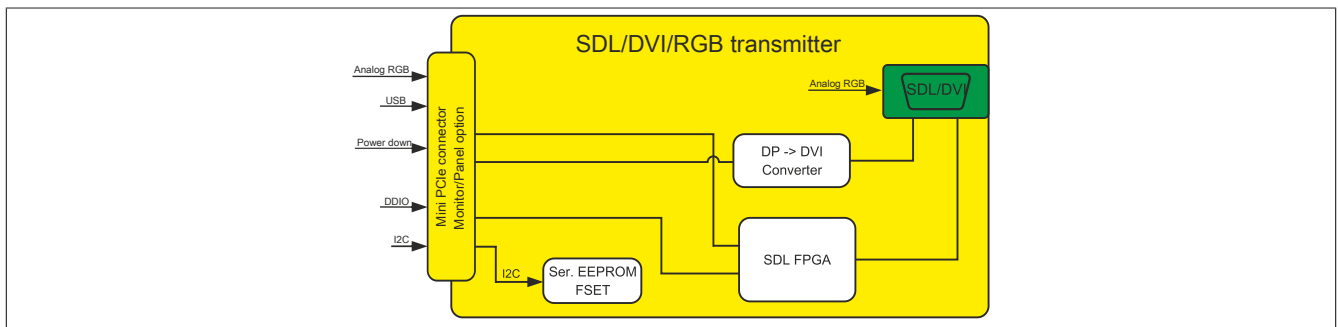 SDL/DVI/RGB transmitter
Analog RGB
USB
Power down
DDIO
I2C
Mini PCIe connector
Monitor/Panel option
Analog RGB
SDL/DVI
DP -> DVI
Converter
SDL FPGA
I2C
Ser. EEPROM
FSET